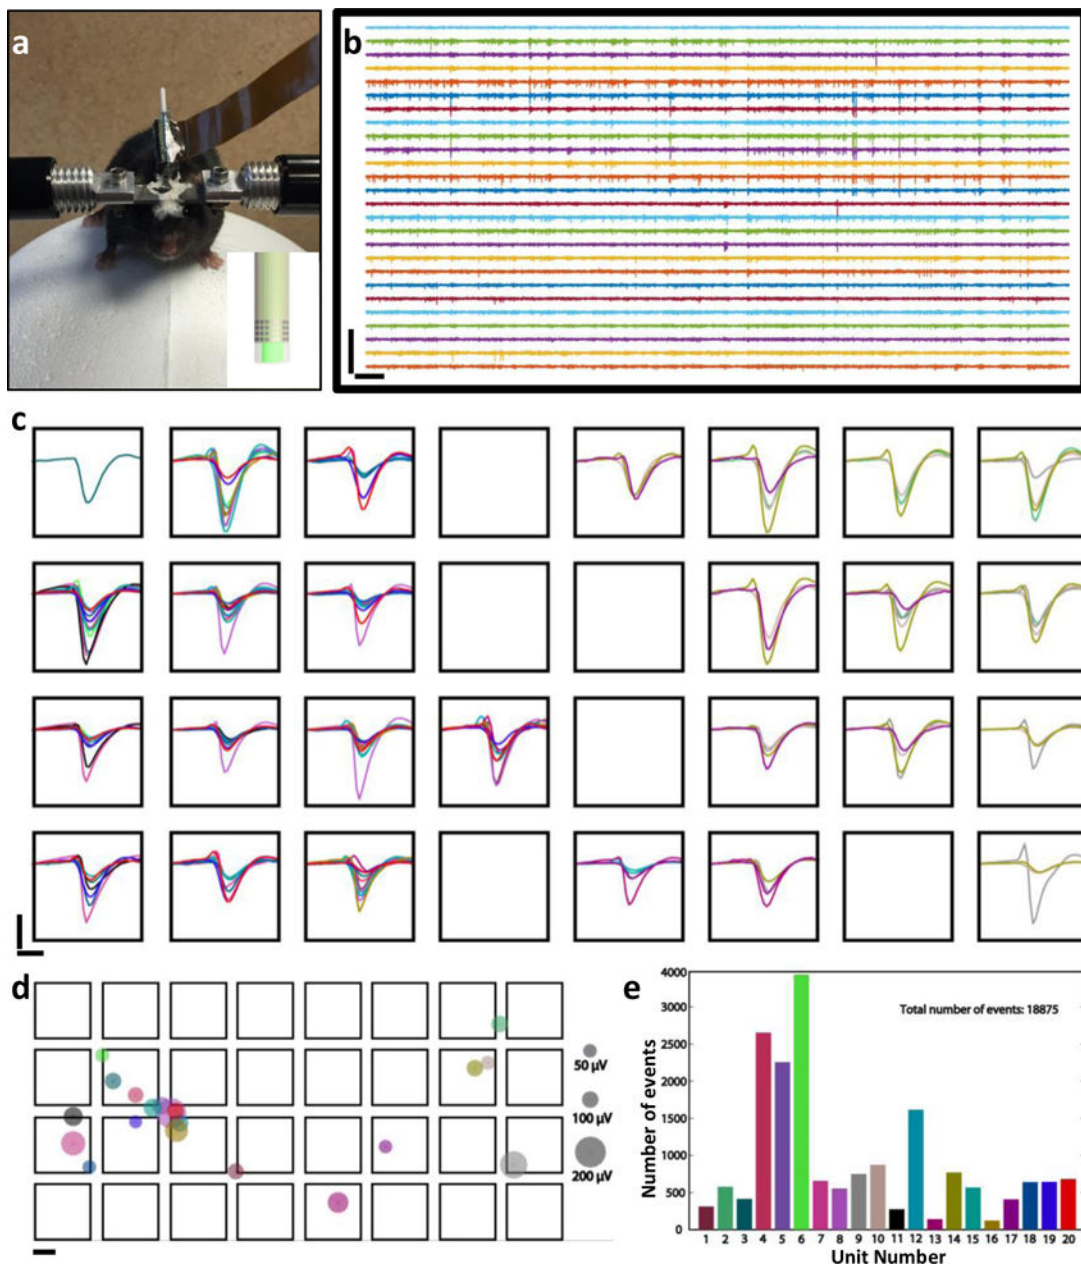 a
b
c
d
50 µV
100 µV
200 µV
e
Total number of events: 18875
Number of events
4000
3000
2500
2000
1500
1000
500
0
1 2 3 4 5 6 7 8 9 10 11 12 13 14 15 16 17 18 19 20
Unit Number